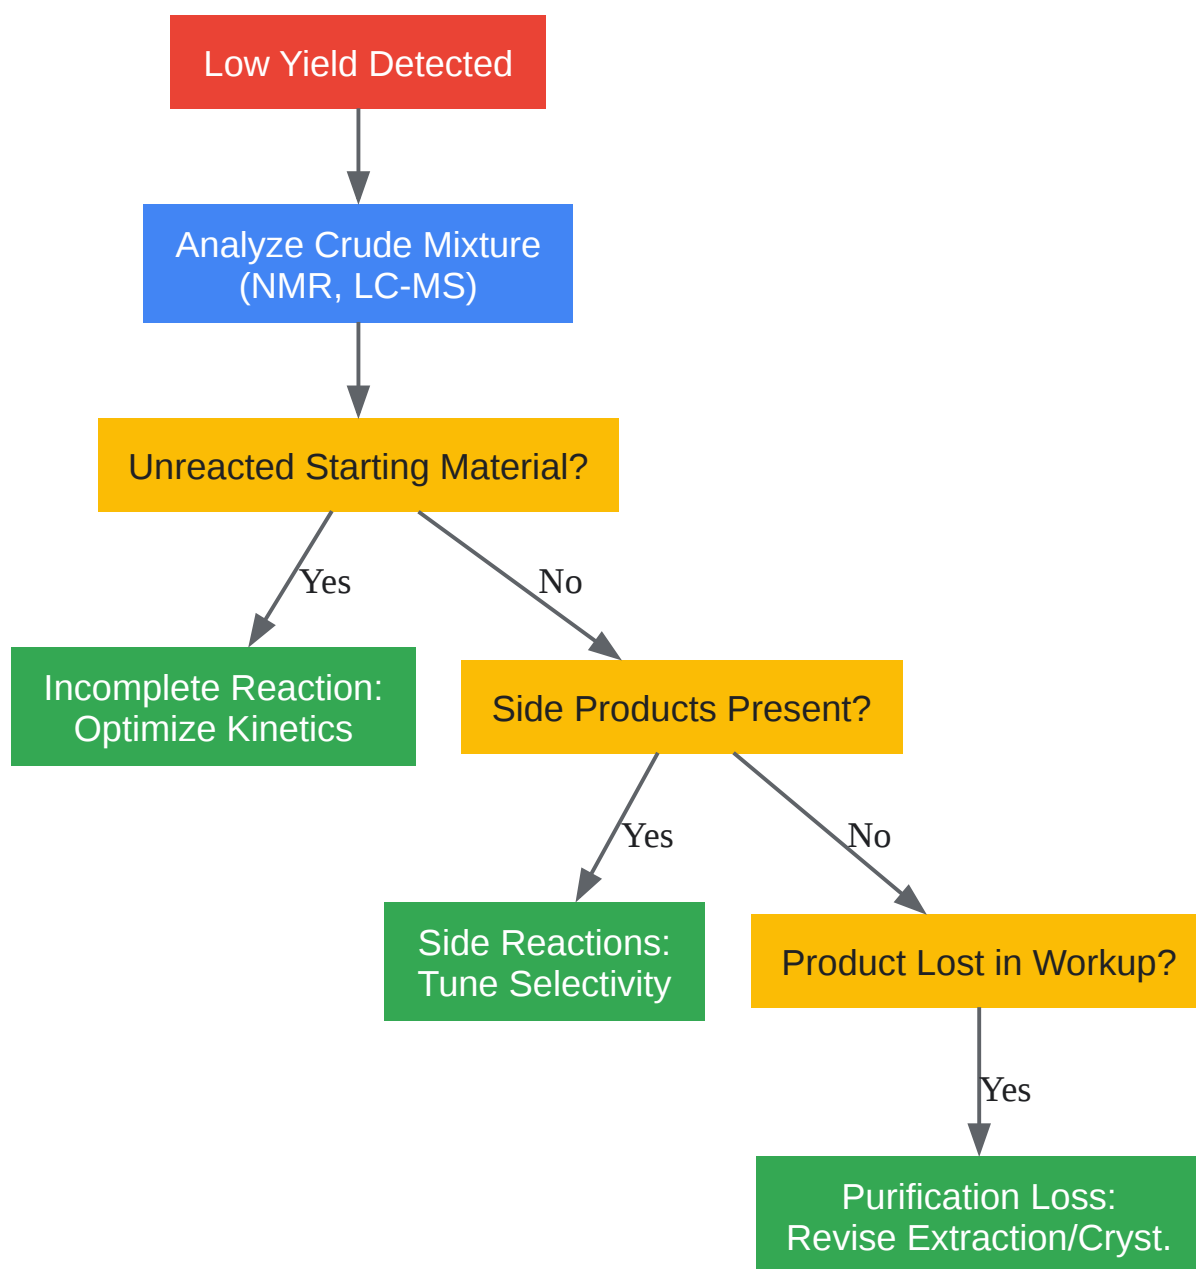 Low Yield Detected
Analyze Crude Mixture
(NMR, LC-MS)
Unreacted Starting Material?
Yes
No
Incomplete Reaction:
Optimize Kinetics
Side Products Present?
Yes
No
Side Reactions:
Tune Selectivity
Product Lost in Workup?
Yes
Purification Loss:
Revise Extraction/Cryst.